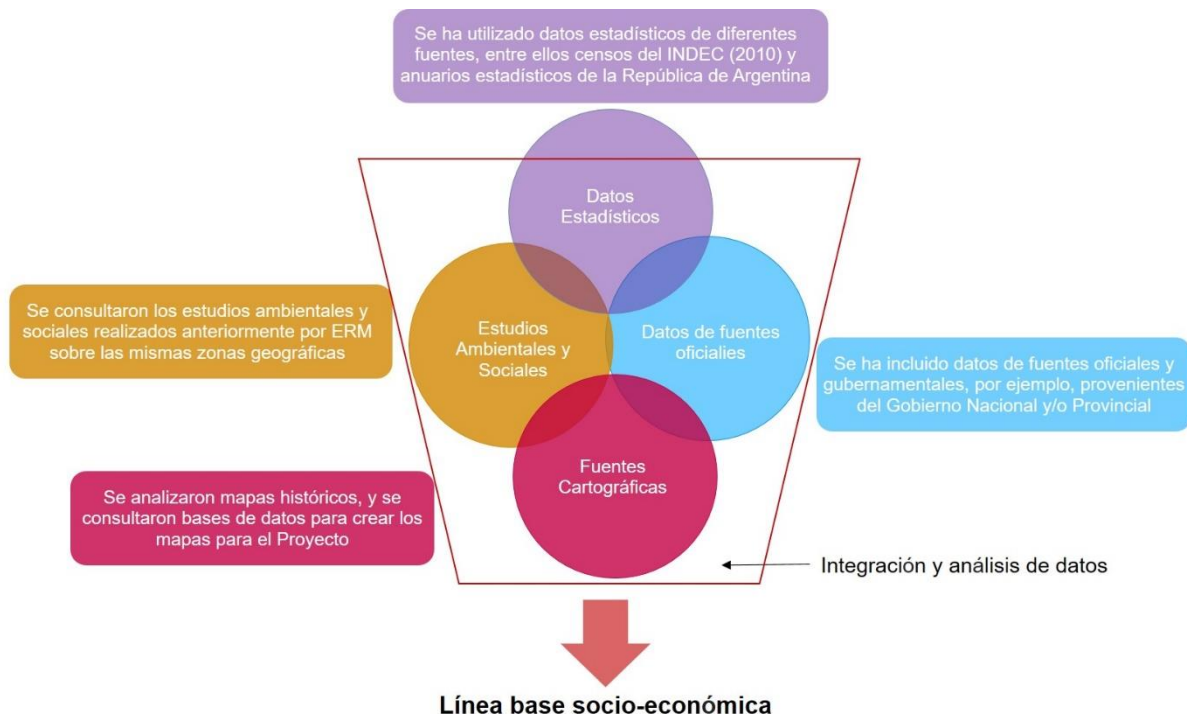 Se ha utilizado datos estadísticos de diferentes
fuentes, entre ellos censos del INDEC (2010) y
anuarios estadísticos de la República de Argentina
Datos
Estadísticos
Se consultaron los estudios ambientales y
sociales realizados anteriormente por ERM
sobre las mismas zonas geográficas
Estudios
Ambientales y
Sociales
Datos de fuentes
oficialies
Se ha incluido datos de fuentes oficiales y
gubernamentales, por ejemplo, provenientes
del Gobierno Nacional y/o Provincial
Fuentes
Cartográficas
Se analizaron mapas históricos, y se
consultaron bases de datos para crear los
mapas para el Proyecto
Integración y análisis de datos
Línea base socio-económica